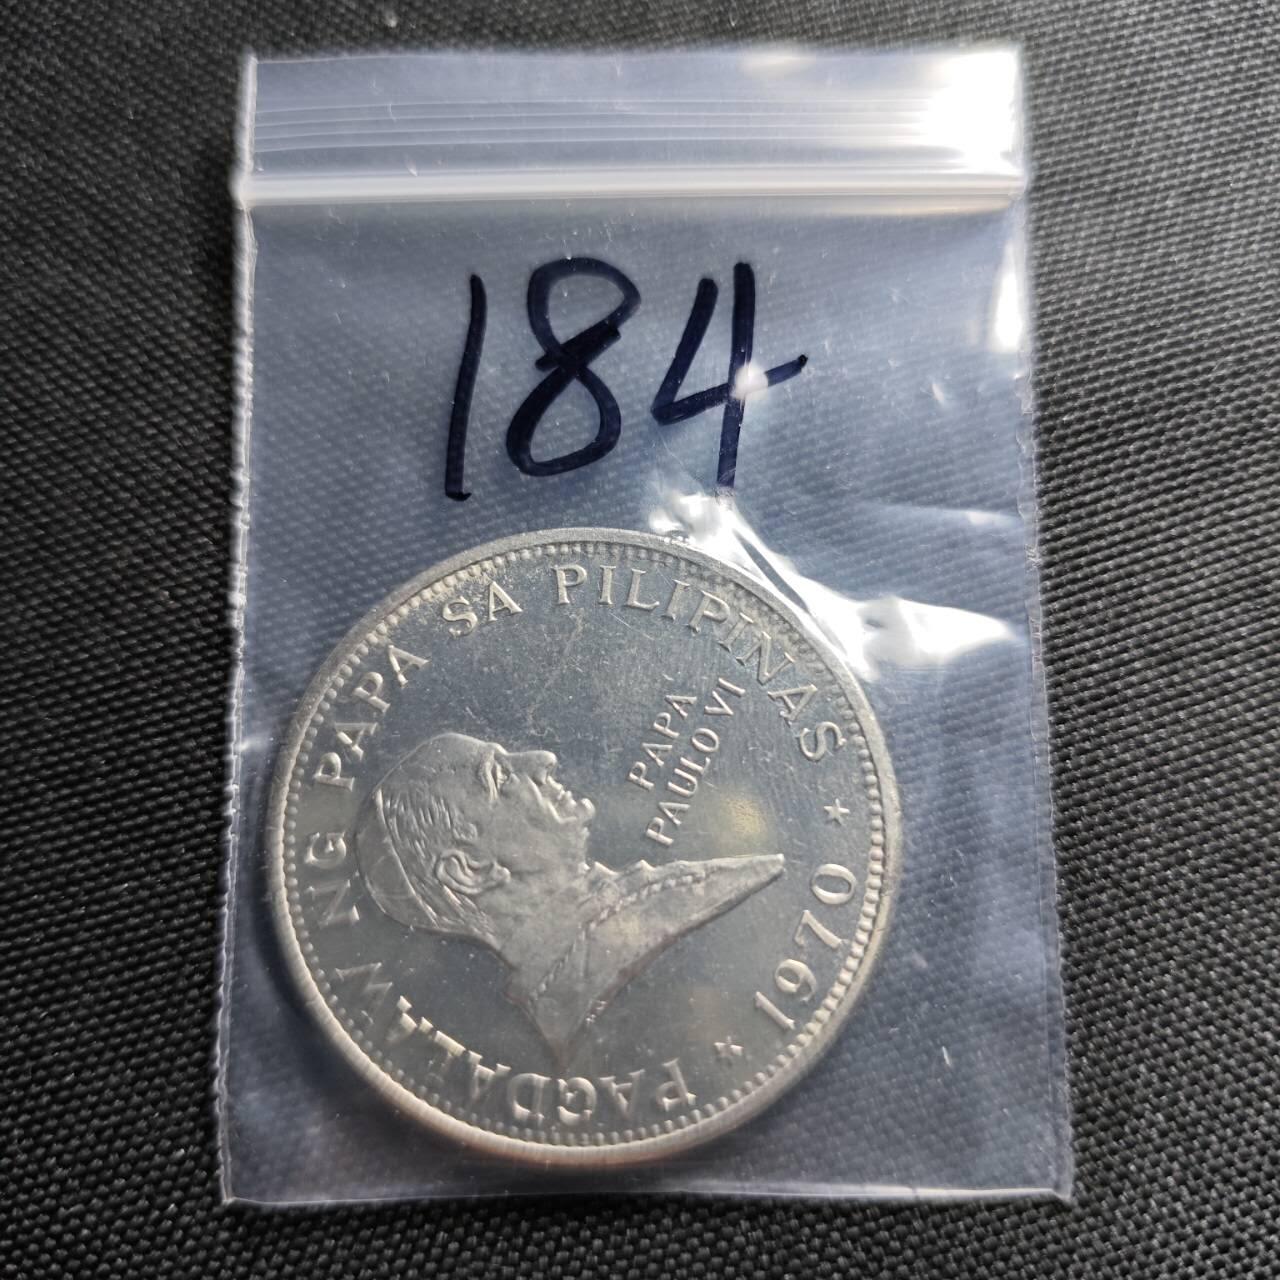 184
PAGDALAW NG PAPA SA PILIPINAS
PAPA
PAULO VI
★ 1970 ★